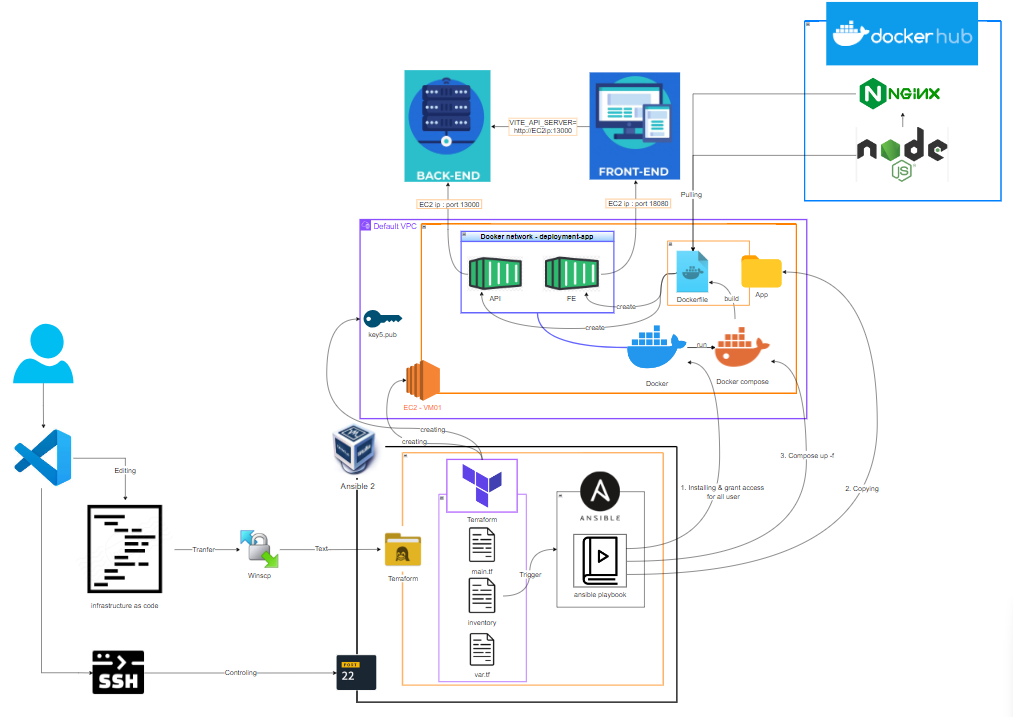 dockerhub
NGINX
node
JS
BACK-END
VITE_API_SERVER=
http://EC2ip:13000
FRONT-END
EC2 ip : port 13000
EC2 ip : port 18080
Pulling
Default VPC
Docker network - deployment-app
API
FE
Dockerfile
App
build
create
create
key5.pub
run
Docker
Docker compose
EC2 - VM01
creating
creating
Ansible 2
Editing
3. Compose up -f
1. Installing & grant access
for all user
2. Copying
Terraform
ANSIBLE
main.tf
Tranfer
Winscp
Text
Terraform
Trigger
ansible playbook
infrastructure as code
inventory
SSH
Controling
PORT
22
var.tf